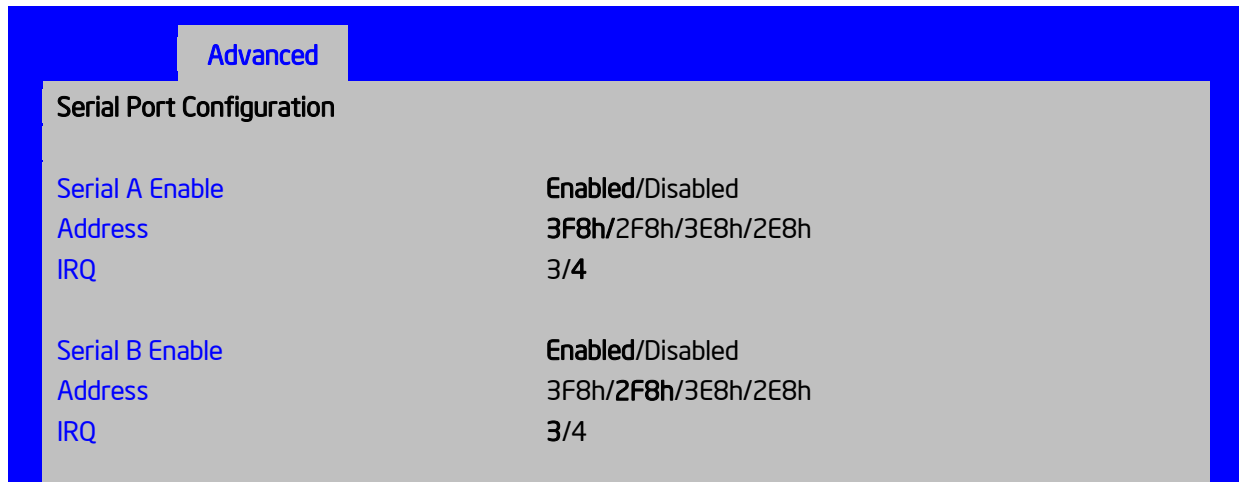 Advanced
Serial Port Configuration
Serial A Enable Enabled/Disabled
Address 3F8h/2F8h/3E8h/2E8h
IRQ 3/4
Serial B Enable Enabled/Disabled
Address 3F8h/2F8h/3E8h/2E8h
IRQ 3/4